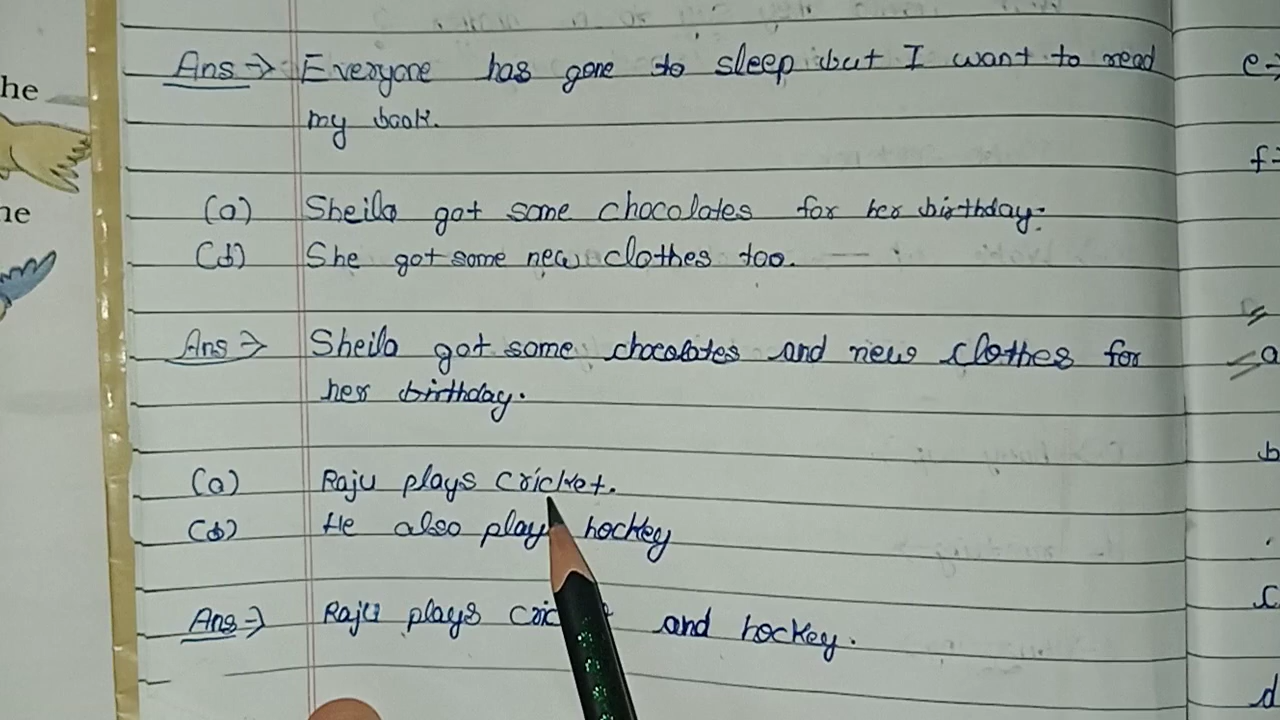 he
ne
Ans → Everyone has gone to sleep but I want to read
my book.
(a) Sheila got some chocolates for her birthday.
(b) She got some new clothes too.
Ans → Sheila got some chocolates and new clothes for
her birthday.
(a) Raju plays cricket.
(b) He also play hockey
Ans → Raju plays and hockey.
e→
f→
a
b
c
d